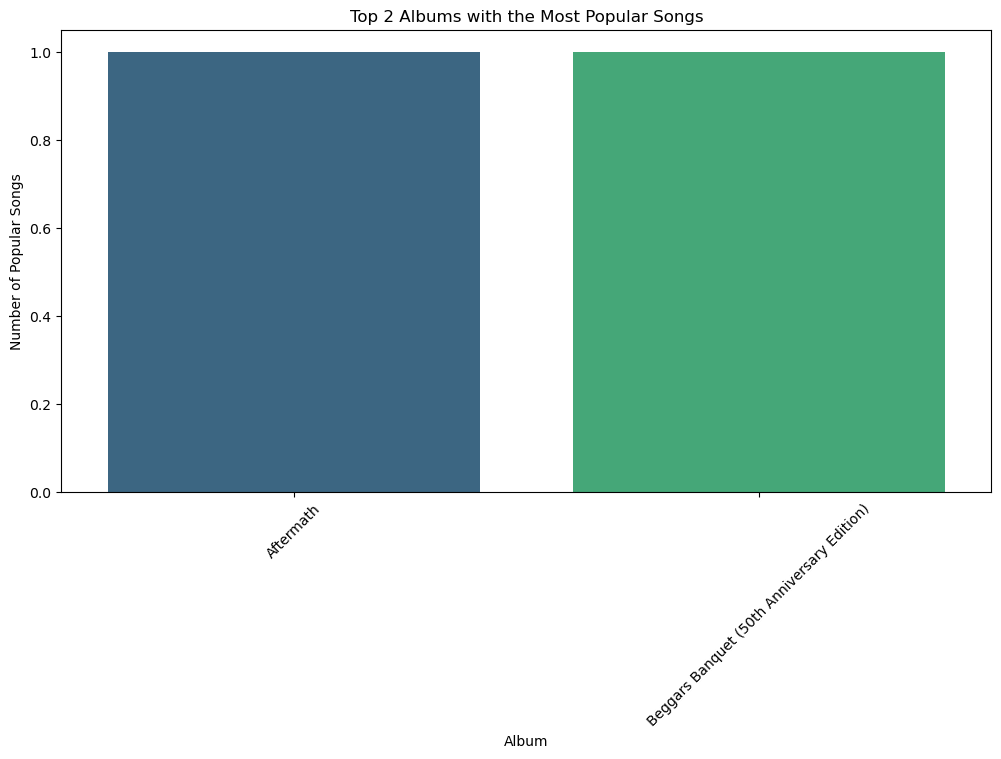 Top 2 Albums with the Most Popular Songs
Number of Popular Songs
1.0
0.8
0.6
0.4
0.2
0.0
Aftermath
Beggars Banquet (50th Anniversary Edition)
Album